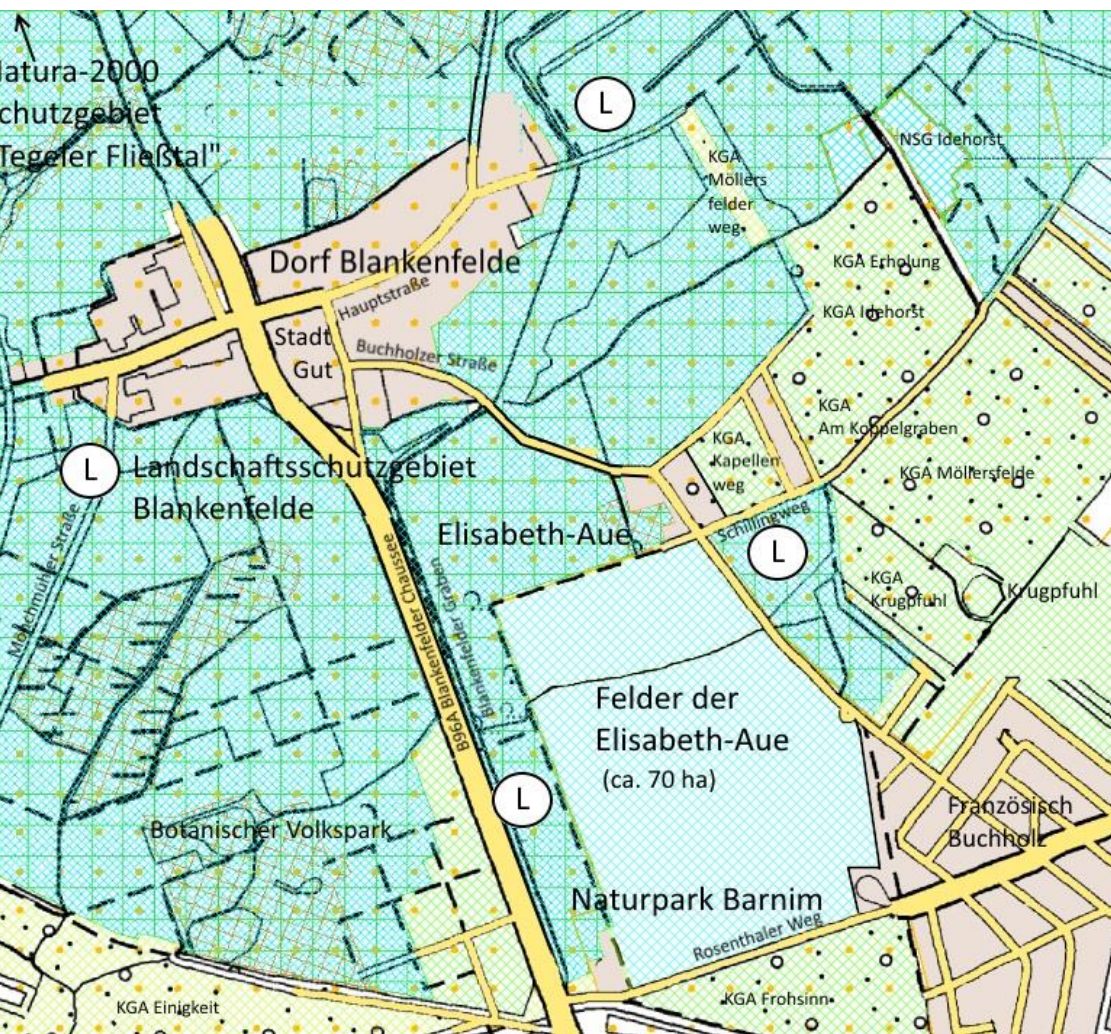 Natura-2000
chutzgebiet
"Tegeler Fließtal"
L
NSG Idehorst
KGA
Möllers
felder
weg
Dorf Blankenfelde
Hauptstraße
KGA Erholung
KGA Idehorst
Stadt
Gut
Buchholzer Straße
KGA
Am Koppelgraben
KGA
Kapellen
weg
KGA Möllersfelde
L
Landschaftsschutzgebiet
Blankenfelde
Elisabeth-Aue
Schillingweg
L
Mönchmühler Straße
B96A Blankenfelder Chaussee
Blankenfelder Graben
KGA
Krugpfuhl
Krugpfuhl
Felder der
Elisabeth-Aue
(ca. 70 ha)
L
Botanischer Volkspark
Französisch
Buchholz
Naturpark Barnim
Rosenthaler Weg
KGA Einigkeit
KGA Frohsinn